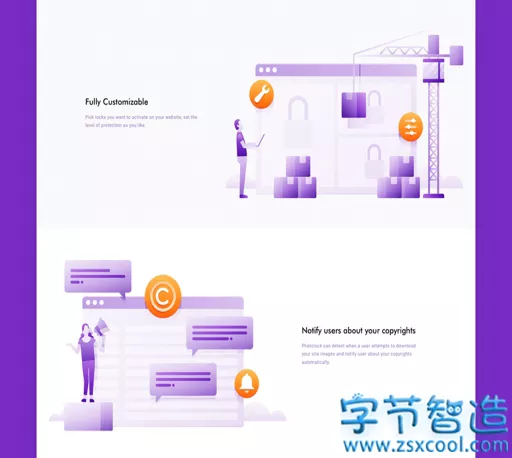 Fully Customizable
Pick locks you want to activate on your website, set the
level of protection as you like.
Notify users about your copyrights
Photolock can detect when a user attempts to download
your site images and notify user about your copyrights
automatically.
字节智造
www.zsxcool.com